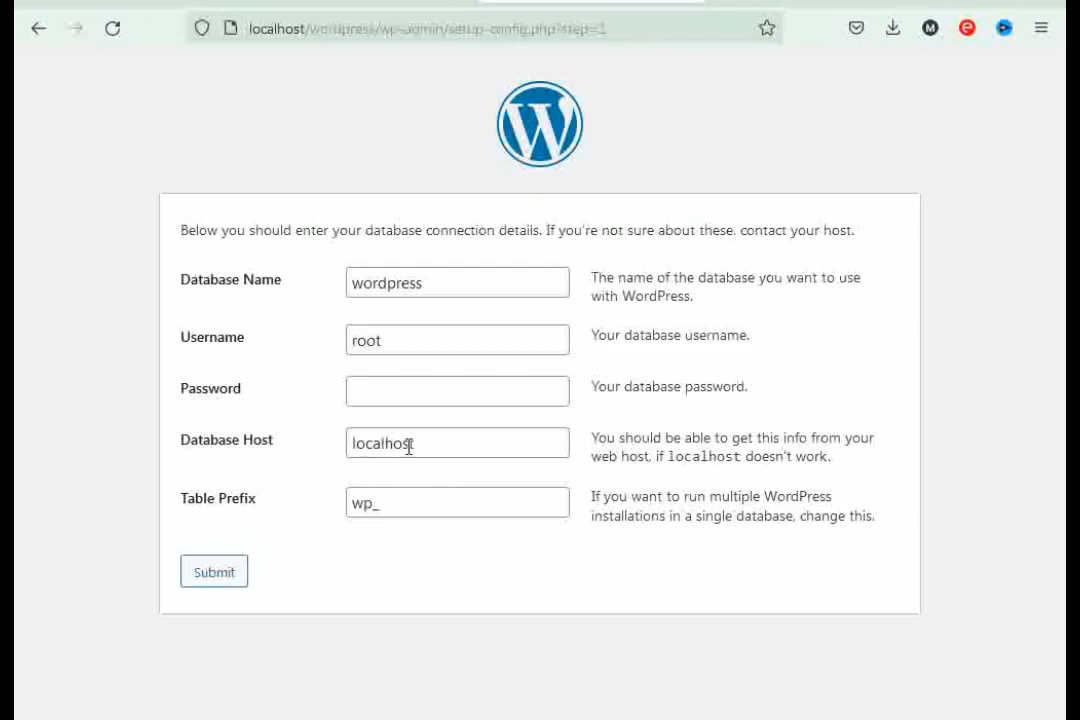 localhost/wordpress/wp-admin/setup-config.php?step=1
Below you should enter your database connection details. If you're not sure about these. contact your host.
Database Name
wordpress
The name of the database you want to use
with WordPress.
Username
root
Your database username.
Password
Your database password.
Database Host
localhost
You should be able to get this info from your
web host, if localhost doesn't work.
Table Prefix
wp_
If you want to run multiple WordPress
installations in a single database, change this.
Submit